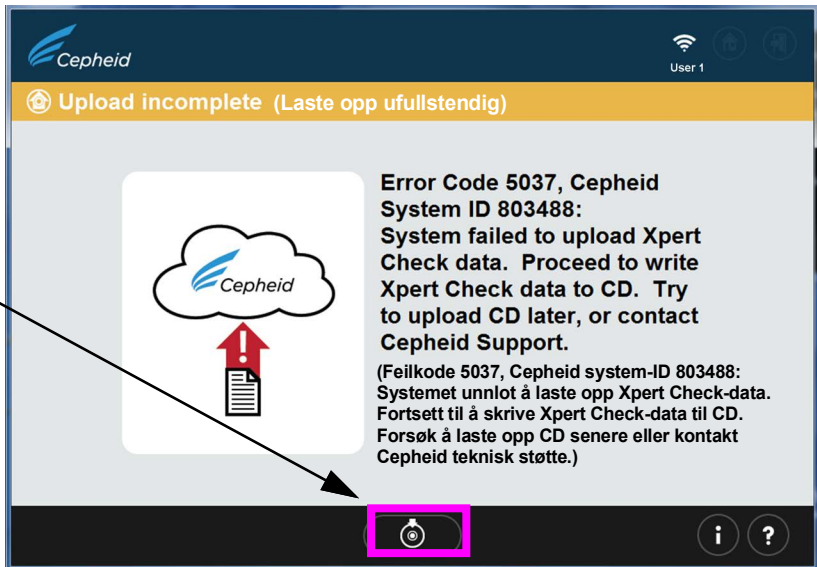 Cepheid
User 1
Upload incomplete (Laste opp ufullstendig)
Cepheid
Error Code 5037, Cepheid
System ID 803488:
System failed to upload Xpert
Check data. Proceed to write
Xpert Check data to CD. Try
to upload CD later, or contact
Cepheid Support.
(Feilkode 5037, Cepheid system-ID 803488:
Systemet unnlot å laste opp Xpert Check-data.
Fortsett til å skrive Xpert Check-data til CD.
Forsøk å laste opp CD senere eller kontakt
Cepheid teknisk støtte.)
i ?